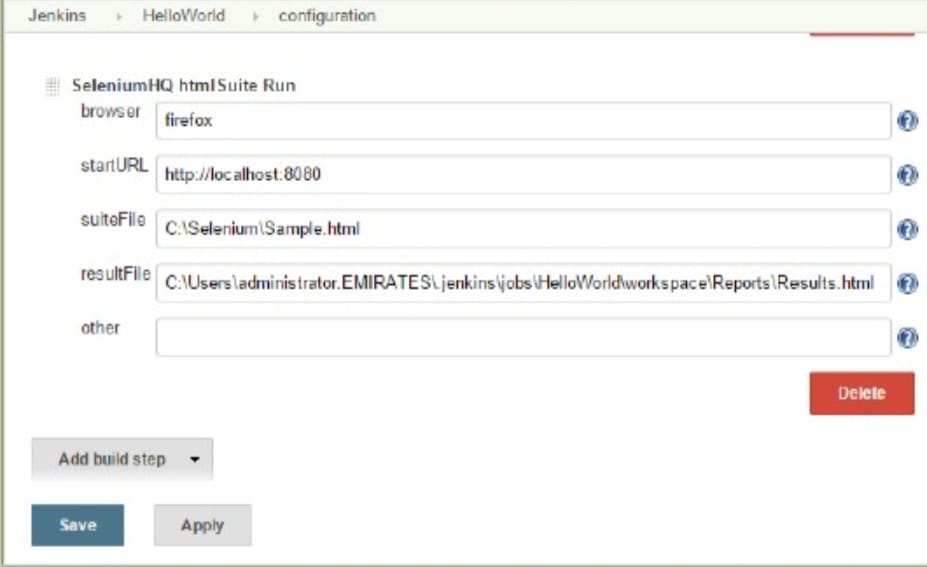 Jenkins HelloWorld configuration
SeleniumHQ htmlSuite Run
browser firefox
startURL http://localhost:8080
suiteFile C:\Selenium\Sample.html
resultFile C:\Users\administrator.EMIRATES\.jenkins\jobs\HelloWorld\workspace\Reports\Results.html
other
Delete
Add build step
Save Apply